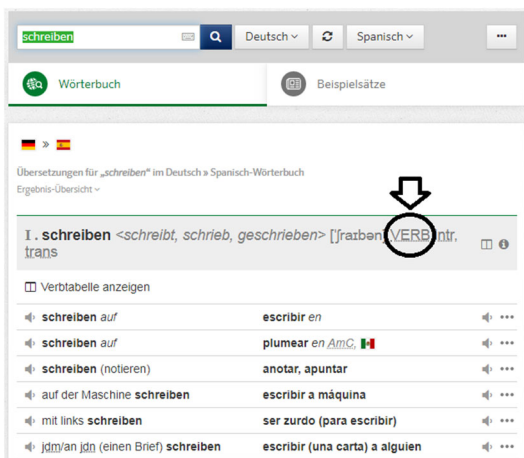 schreiben Deutsch Spanisch
Wörterbuch Beispielsätze
Übersetzungen für „schreiben“ im Deutsch » Spanisch-Wörterbuch
Ergebnis-Übersicht
I . schreiben <schreibt, schrieb, geschrieben> [ˈʃraɪbən] VERB intr,
trans
Verbtabelle anzeigen
schreiben auf escribir en
schreiben auf plumear en AmC,
schreiben (notieren) anotar, apuntar
auf der Maschine schreiben escribir a máquina
mit links schreiben ser zurdo (para escribir)
jdm/an jdn (einen Brief) schreiben escribir (una carta) a alguien